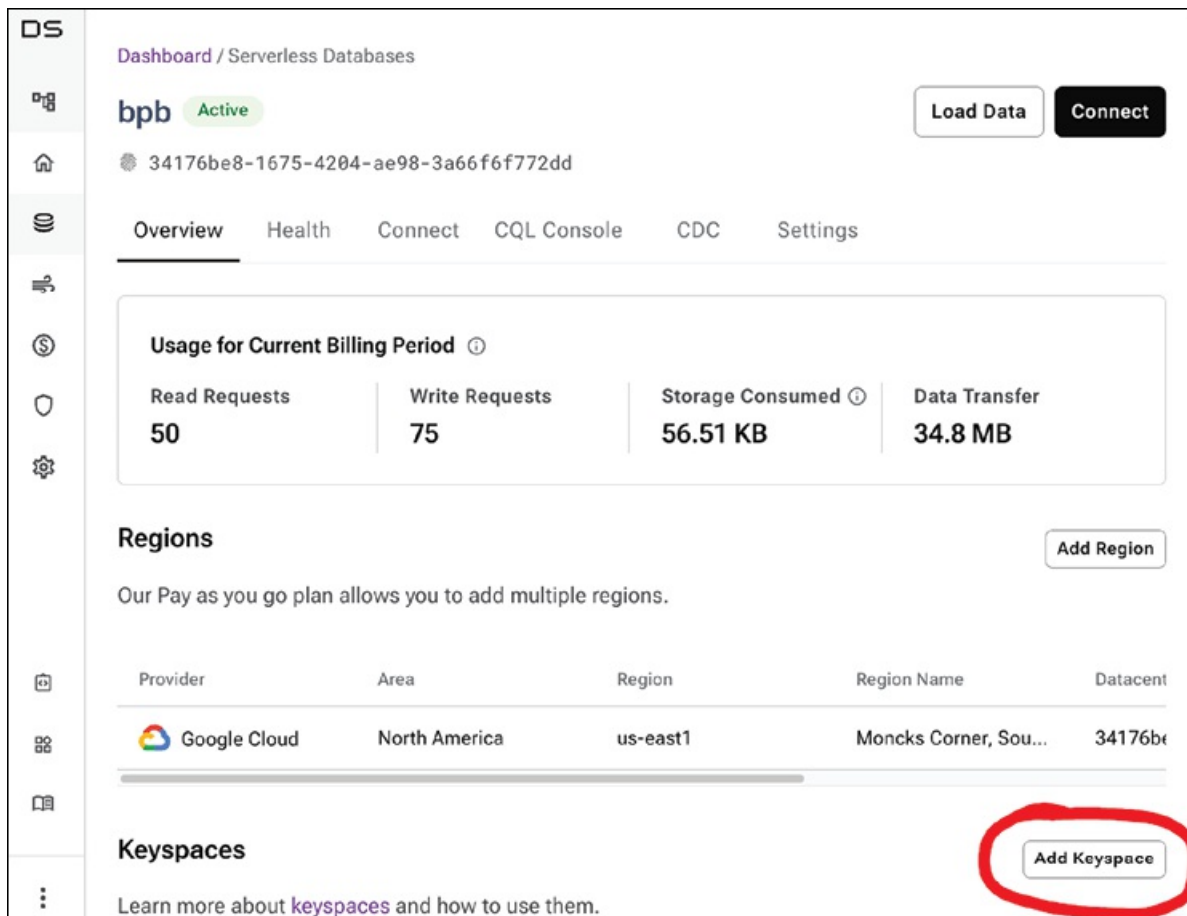 DS
Dashboard / Serverless Databases
bpb Active
Load Data Connect
34176be8-1675-4204-ae98-3a66f6f772dd
Overview Health Connect CQL Console CDC Settings
Usage for Current Billing Period
Read Requests Write Requests Storage Consumed Data Transfer
50 75 56.51 KB 34.8 MB
Regions
Add Region
Our Pay as you go plan allows you to add multiple regions.
Provider Area Region Region Name Datacent
Google Cloud North America us-east1 Moncks Corner, Sou... 34176be
Keyspaces
Add Keyspace
Learn more about keyspaces and how to use them.